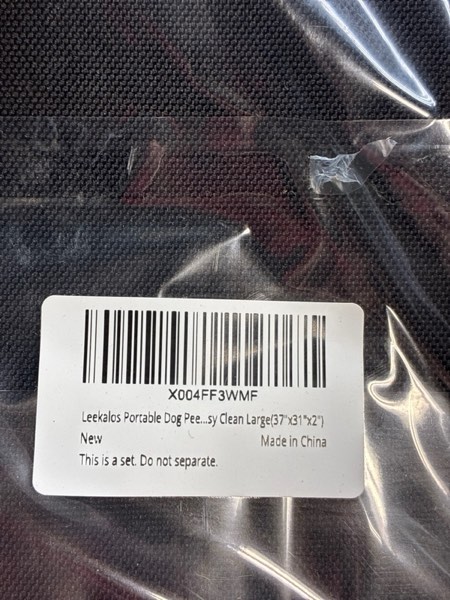 X004FF3WMF
Leekalos Portable Dog Pee...sy Clean Large(37"x31"x2")
New Made in China
This is a set. Do not separate.